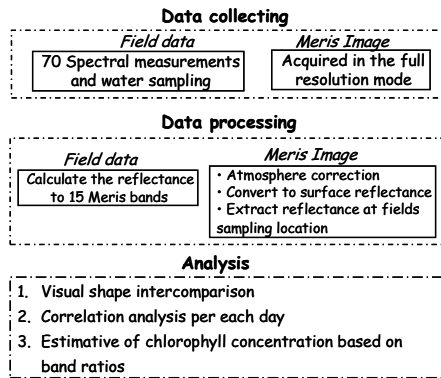 Data collecting
Field data
70 Spectral measurements
and water sampling
Meris Image
Acquired in the full
resolution mode
Data processing
Field data
Calculate the reflectance
to 15 Meris bands
Meris Image
• Atmosphere correction
• Convert to surface reflectance
• Extract reflectance at fields
sampling location
Analysis
1. Visual shape intercomparison
2. Correlation analysis per each day
3. Estimative of chlorophyll concentration based on
band ratios